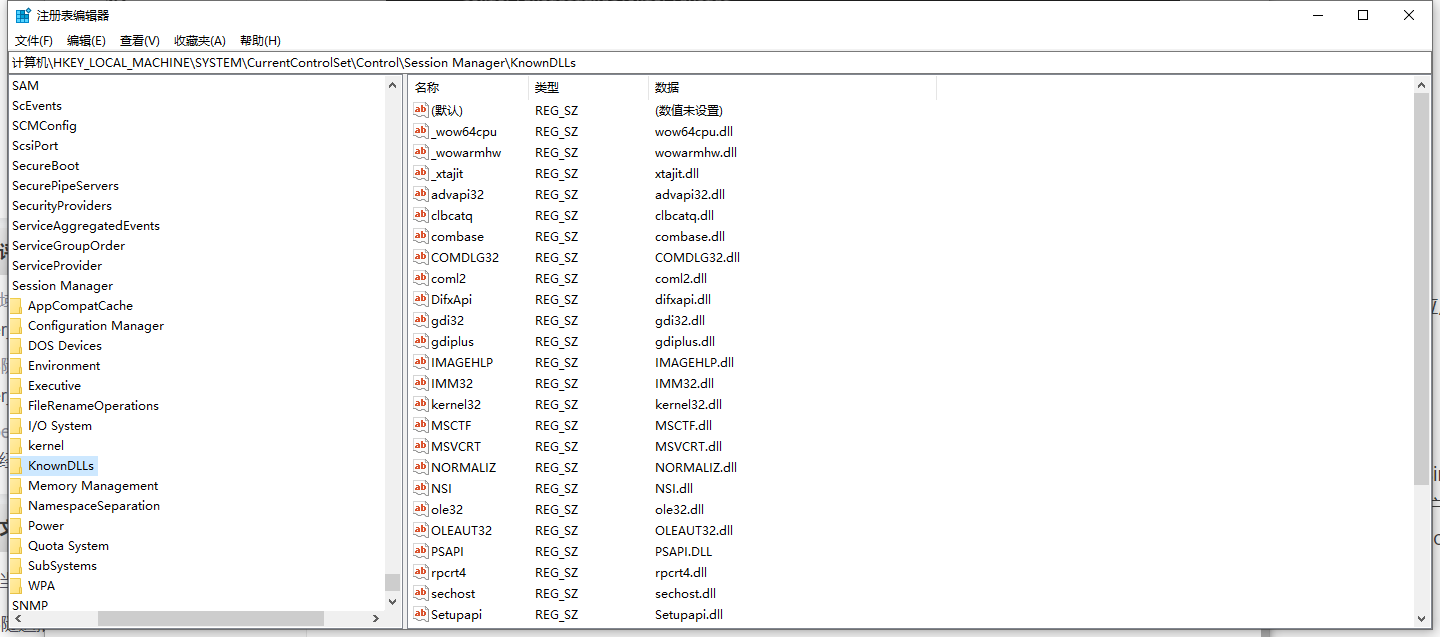 注册表编辑器
文件(F) 编辑(E) 查看(V) 收藏夹(A) 帮助(H)
计算机\HKEY_LOCAL_MACHINE\SYSTEM\CurrentControlSet\Control\Session Manager\KnownDLLs
SAM
ScEvents
SCMConfig
ScsiPort
SecureBoot
SecurePipeServers
SecurityProviders
ServiceAggregatedEvents
ServiceGroupOrder
ServiceProvider
Session Manager
AppCompatCache
Configuration Manager
DOS Devices
Environment
Executive
FileRenameOperations
I/O System
kernel
KnownDLLs
Memory Management
NamespaceSeparation
Power
Quota System
SubSystems
WPA
SNMP
名称 类型 数据
(默认) REG_SZ (数值未设置)
_wow64cpu REG_SZ wow64cpu.dll
_wowarmhw REG_SZ wowarmhw.dll
_xtajit REG_SZ xtajit.dll
advapi32 REG_SZ advapi32.dll
clbcatq REG_SZ clbcatq.dll
combase REG_SZ combase.dll
COMDLG32 REG_SZ COMDLG32.dll
coml2 REG_SZ coml2.dll
DifxApi REG_SZ difxapi.dll
gdi32 REG_SZ gdi32.dll
gdiplus REG_SZ gdiplus.dll
IMAGEHLP REG_SZ IMAGEHLP.dll
IMM32 REG_SZ IMM32.dll
kernel32 REG_SZ kernel32.dll
MSCTF REG_SZ MSCTF.dll
MSVCRT REG_SZ MSVCRT.dll
NORMALIZ REG_SZ NORMALIZ.dll
NSI REG_SZ NSI.dll
ole32 REG_SZ ole32.dll
OLEAUT32 REG_SZ OLEAUT32.dll
PSAPI REG_SZ PSAPI.DLL
rpcrt4 REG_SZ rpcrt4.dll
sechost REG_SZ sechost.dll
Setupapi REG_SZ Setupapi.dll